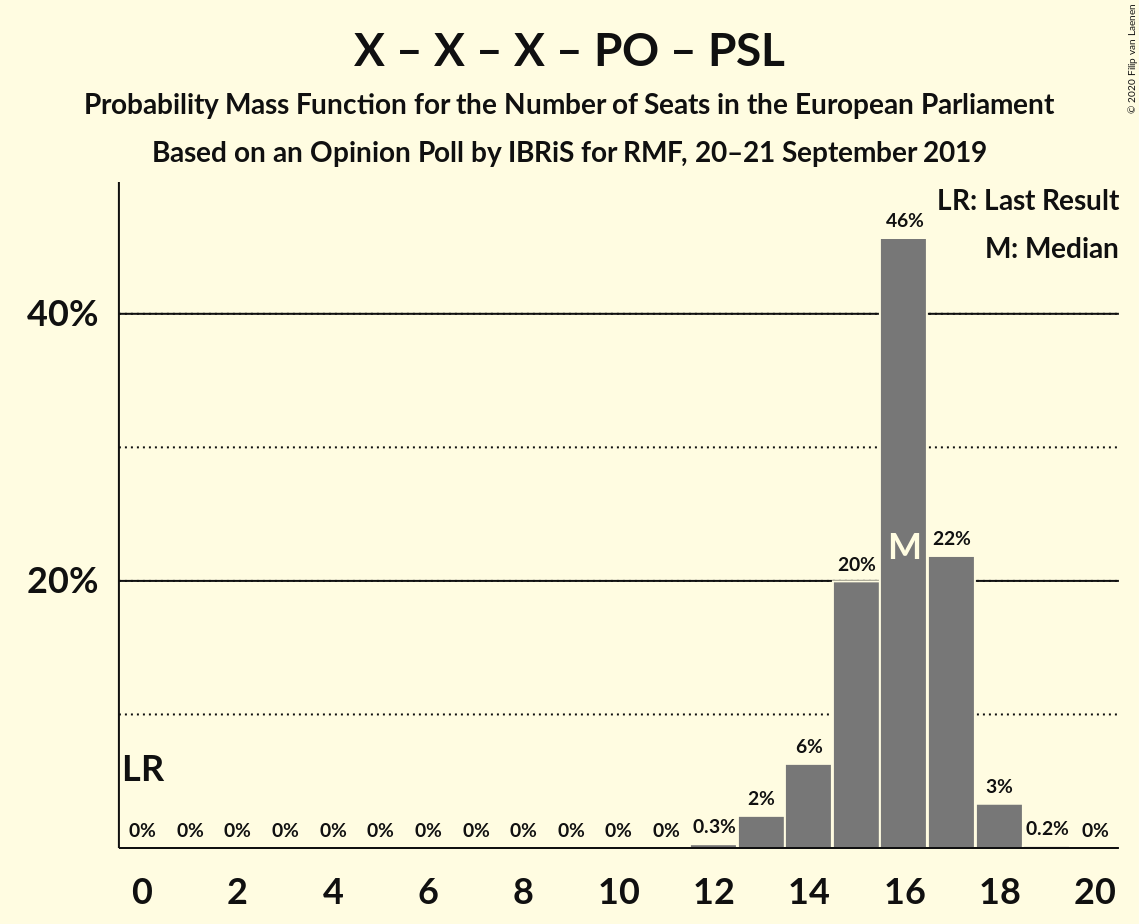 X – X – X – PO – PSL
Probability Mass Function for the Number of Seats in the European Parliament
Based on an Opinion Poll by IBRiS for RMF, 20–21 September 2019
© 2020 Filip van Laenen
LR: Last Result
M: Median
46%
40%
M
22%
20%
20%
6%
LR
3%
2%
0% 0% 0% 0% 0% 0% 0% 0% 0% 0% 0% 0% 0.3% 0.2% 0%
0 2 4 6 8 10 12 14 16 18 20